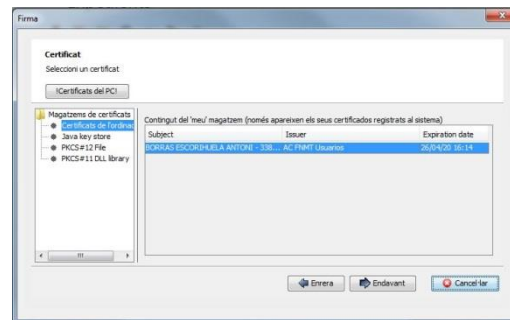 Firma
Certificat
Seleccioni un certificat
!Certificats del PC!
Magatzems de certificats
Certificats de l'ordina
Java key store
PKCS#12 File
PKCS#11 DLL library
Contingut del 'meu' magatzem (només apareixen els seus certificados registrats al sistema)
Subject Issuer Expiration date
BORRAS ESCORIHUELA ANTONI - 338... AC FNMT Usuarios 26/04/20 16:14
Enrera Endavant Cancel·lar